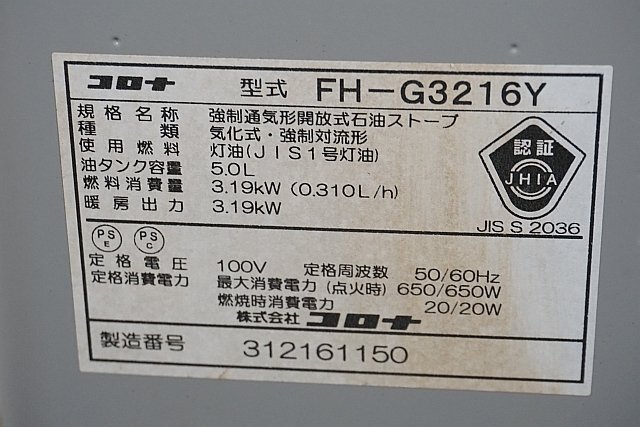 コロナ 型式 FH-G3216Y
規格名称 強制通気形開放式石油ストーブ
種類 気化式・強制対流形
使用燃料 灯油(JIS1号灯油)
油タンク容量 5.0L
燃料消費量 3.19kW (0.310L/h)
暖房出力 3.19kW
認証
JHIA
JIS S 2036
PS E PS C
定格電圧 100V 定格周波数 50/60Hz
定格消費電力 最大消費電力 (点火時) 650/650W
燃焼時消費電力 20/20W
株式会社 コロナ
製造番号 312161150